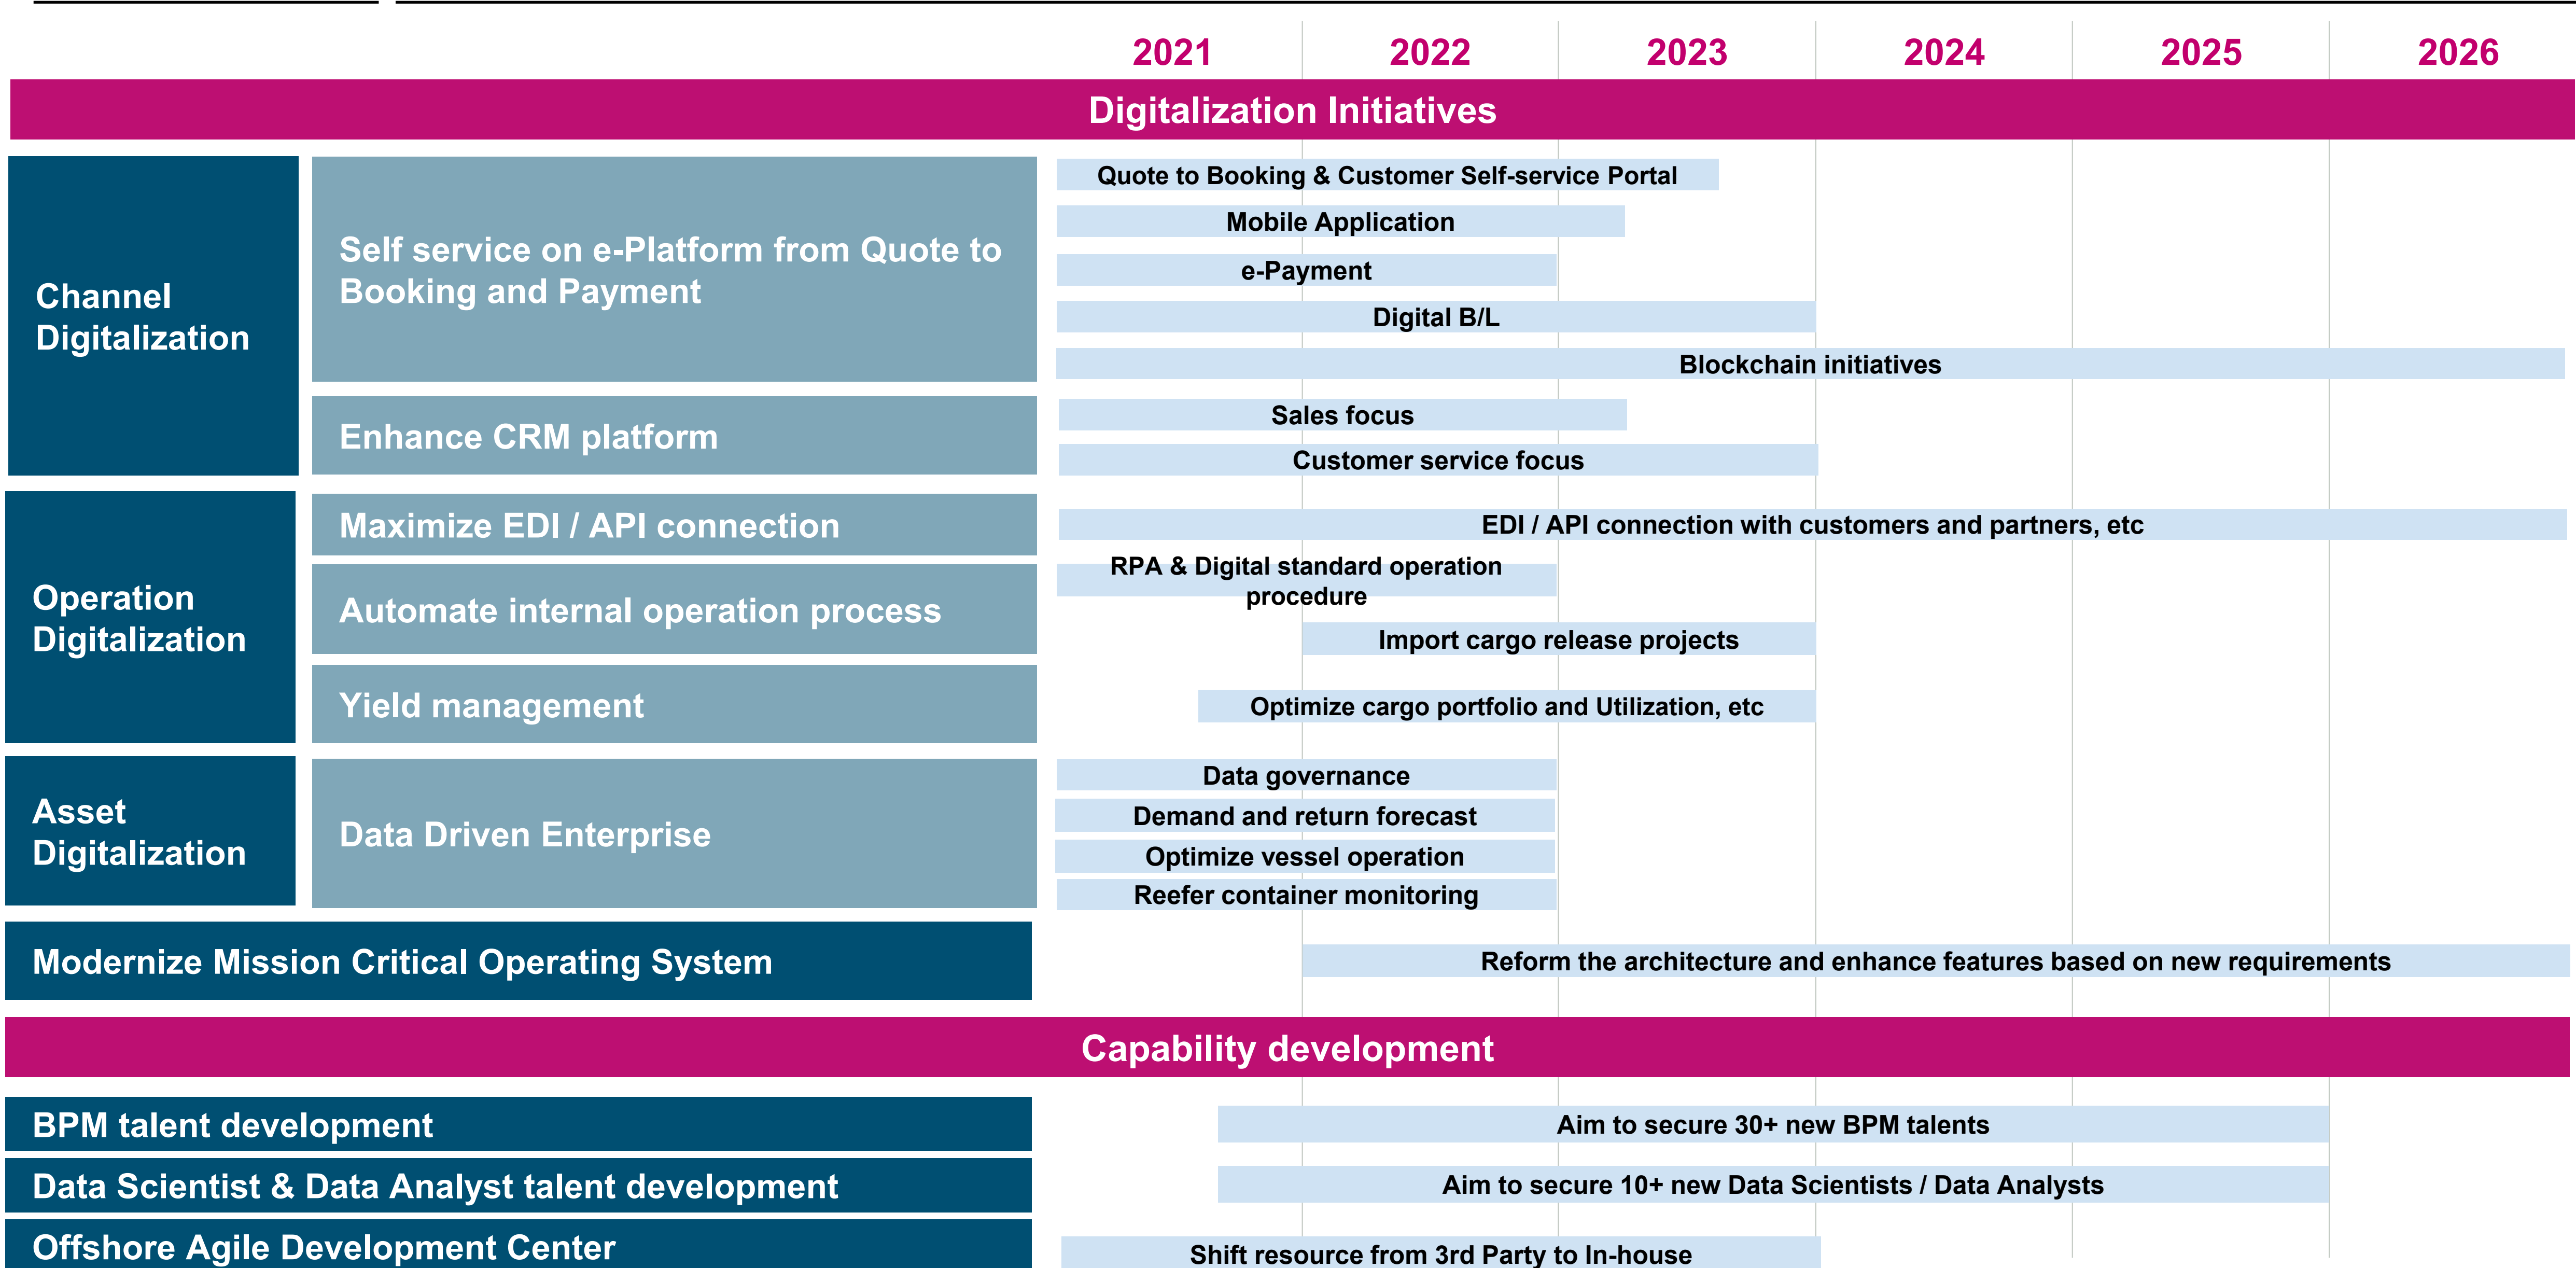 2021 2022 2023 2024 2025 2026
Digitalization Initiatives
Channel
Digitalization
Self service on e-Platform from Quote to
Booking and Payment
Quote to Booking & Customer Self-service Portal
Mobile Application
e-Payment
Digital B/L
Blockchain initiatives
Enhance CRM platform
Sales focus
Customer service focus
Operation
Digitalization
Maximize EDI / API connection
EDI / API connection with customers and partners, etc
Automate internal operation process
RPA & Digital standard operation
procedure
Import cargo release projects
Yield management
Optimize cargo portfolio and Utilization, etc
Asset
Digitalization
Data Driven Enterprise
Data governance
Demand and return forecast
Optimize vessel operation
Reefer container monitoring
Modernize Mission Critical Operating System
Reform the architecture and enhance features based on new requirements
Capability development
BPM talent development
Aim to secure 30+ new BPM talents
Data Scientist & Data Analyst talent development
Aim to secure 10+ new Data Scientists / Data Analysts
Offshore Agile Development Center
Shift resource from 3rd Party to In-house